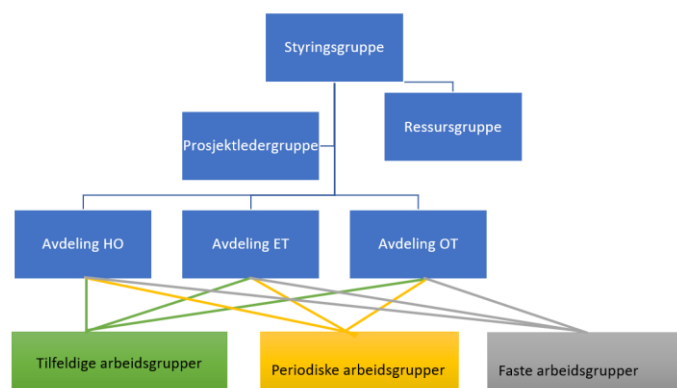 Styringsgruppe
Ressursgruppe
Prosjektledergruppe
Avdeling HO
Avdeling ET
Avdeling OT
Tilfeldige arbeidsgrupper
Periodiske arbeidsgrupper
Faste arbeidsgrupper